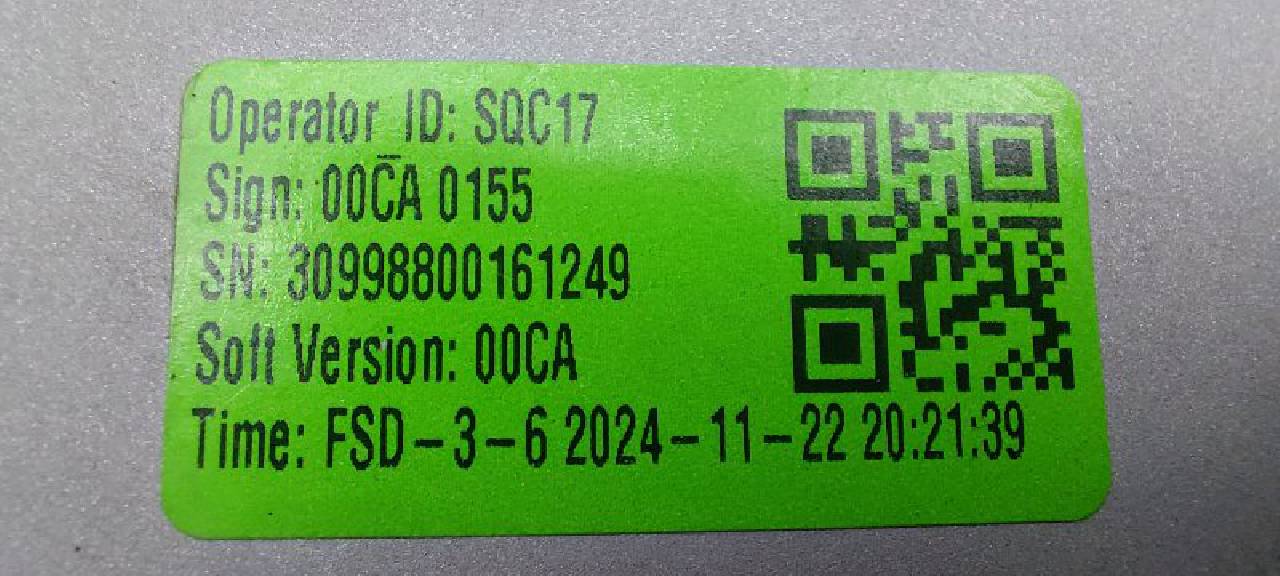 Operator ID: SQC17
Sign: 00CA 0155
SN: 30998800161249
Soft Version: 00CA
Time: FSD-3-6 2024-11-22 20:21:39